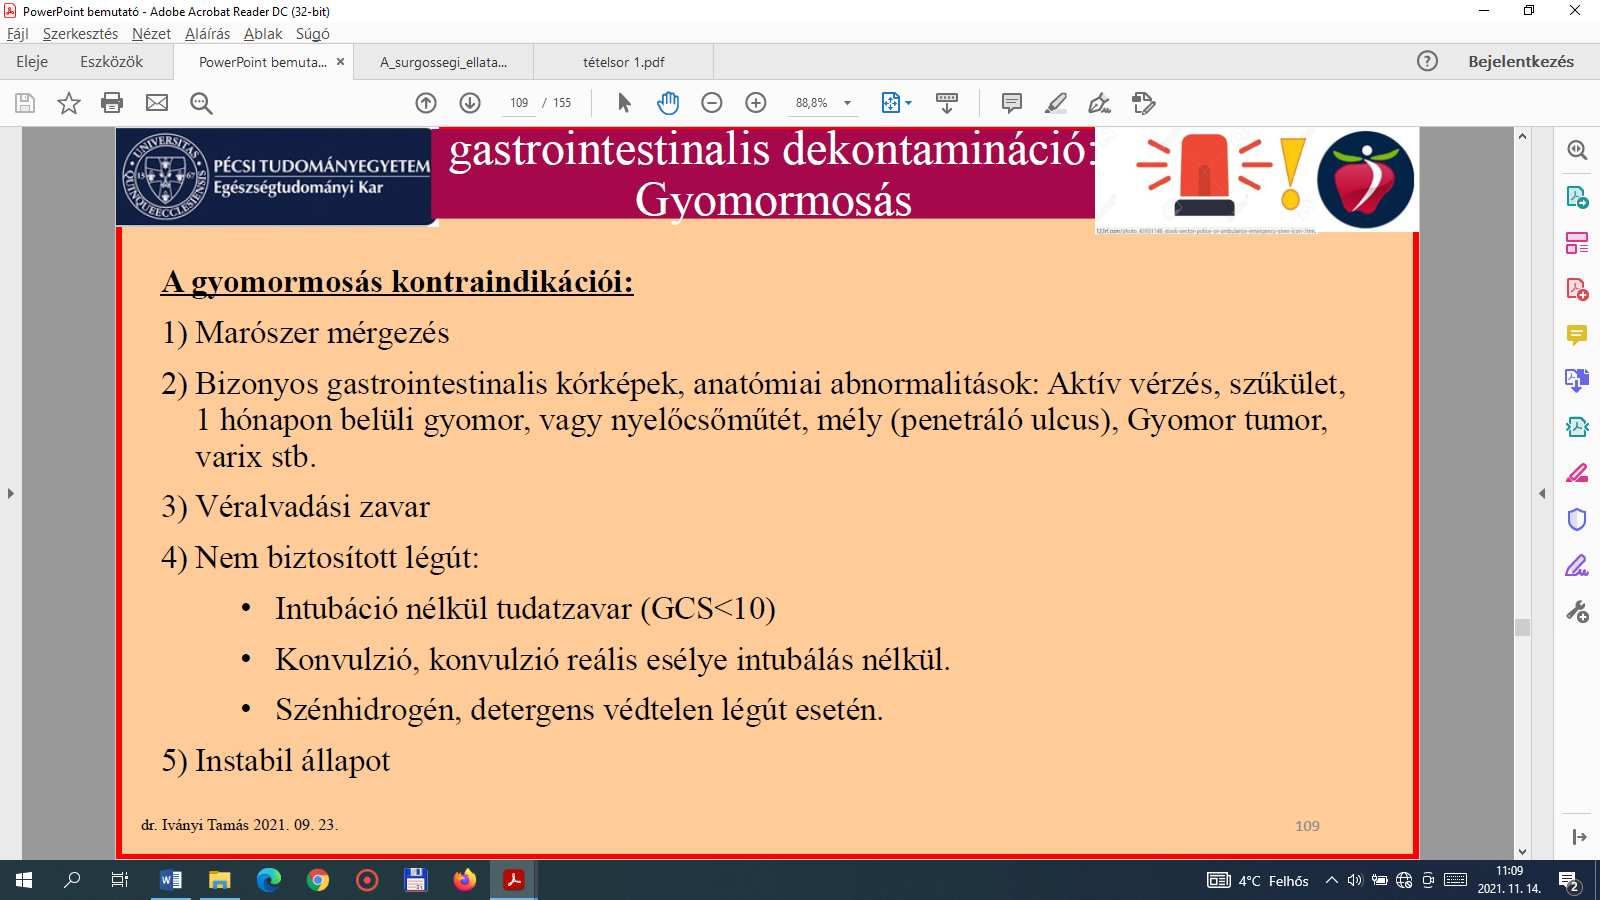 PowerPoint bemutató - Adobe Acrobat Reader DC (32-bit)
Fájl Szerkesztés Nézet Aláírás Ablak Súgó
Eleje Eszközök PowerPoint bemuta... × A_surgossegi_ellata... tételsor 1.pdf ? Bejelentkezés
109 / 155 88,8%
UNIVERSITAS QUINQUEECCLESIENSIS 13 67
PÉCSI TUDOMÁNYEGYETEM
Egészségtudományi Kar
gastrointestinalis dekontamináció:
Gyomormosás
A gyomormosás kontraindikációi:
1) Marószer mérgezés
2) Bizonyos gastrointestinalis kórképek, anatómiai abnormalitások: Aktív vérzés, szűkület,
1 hónapon belüli gyomor, vagy nyelőcsőműtét, mély (penetráló ulcus), Gyomor tumor,
varix stb.
3) Véralvadási zavar
4) Nem biztosított légút:
• Intubáció nélkül tudatzavar (GCS<10)
• Konvulzió, konvulzió reális esélye intubálás nélkül.
• Szénhidrogén, detergens védtelen légút esetén.
5) Instabil állapot
dr. Iványi Tamás 2021. 09. 23.
109
4°C Felhős
11:09
2021. 11. 14.
2